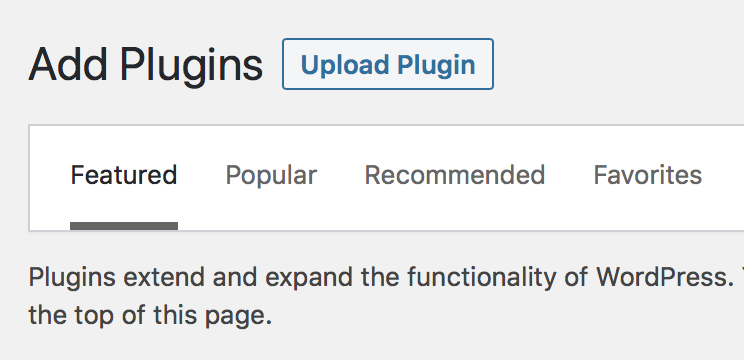 Add Plugins Upload Plugin
Featured Popular Recommended Favorites
Plugins extend and expand the functionality of WordPress.
the top of this page.